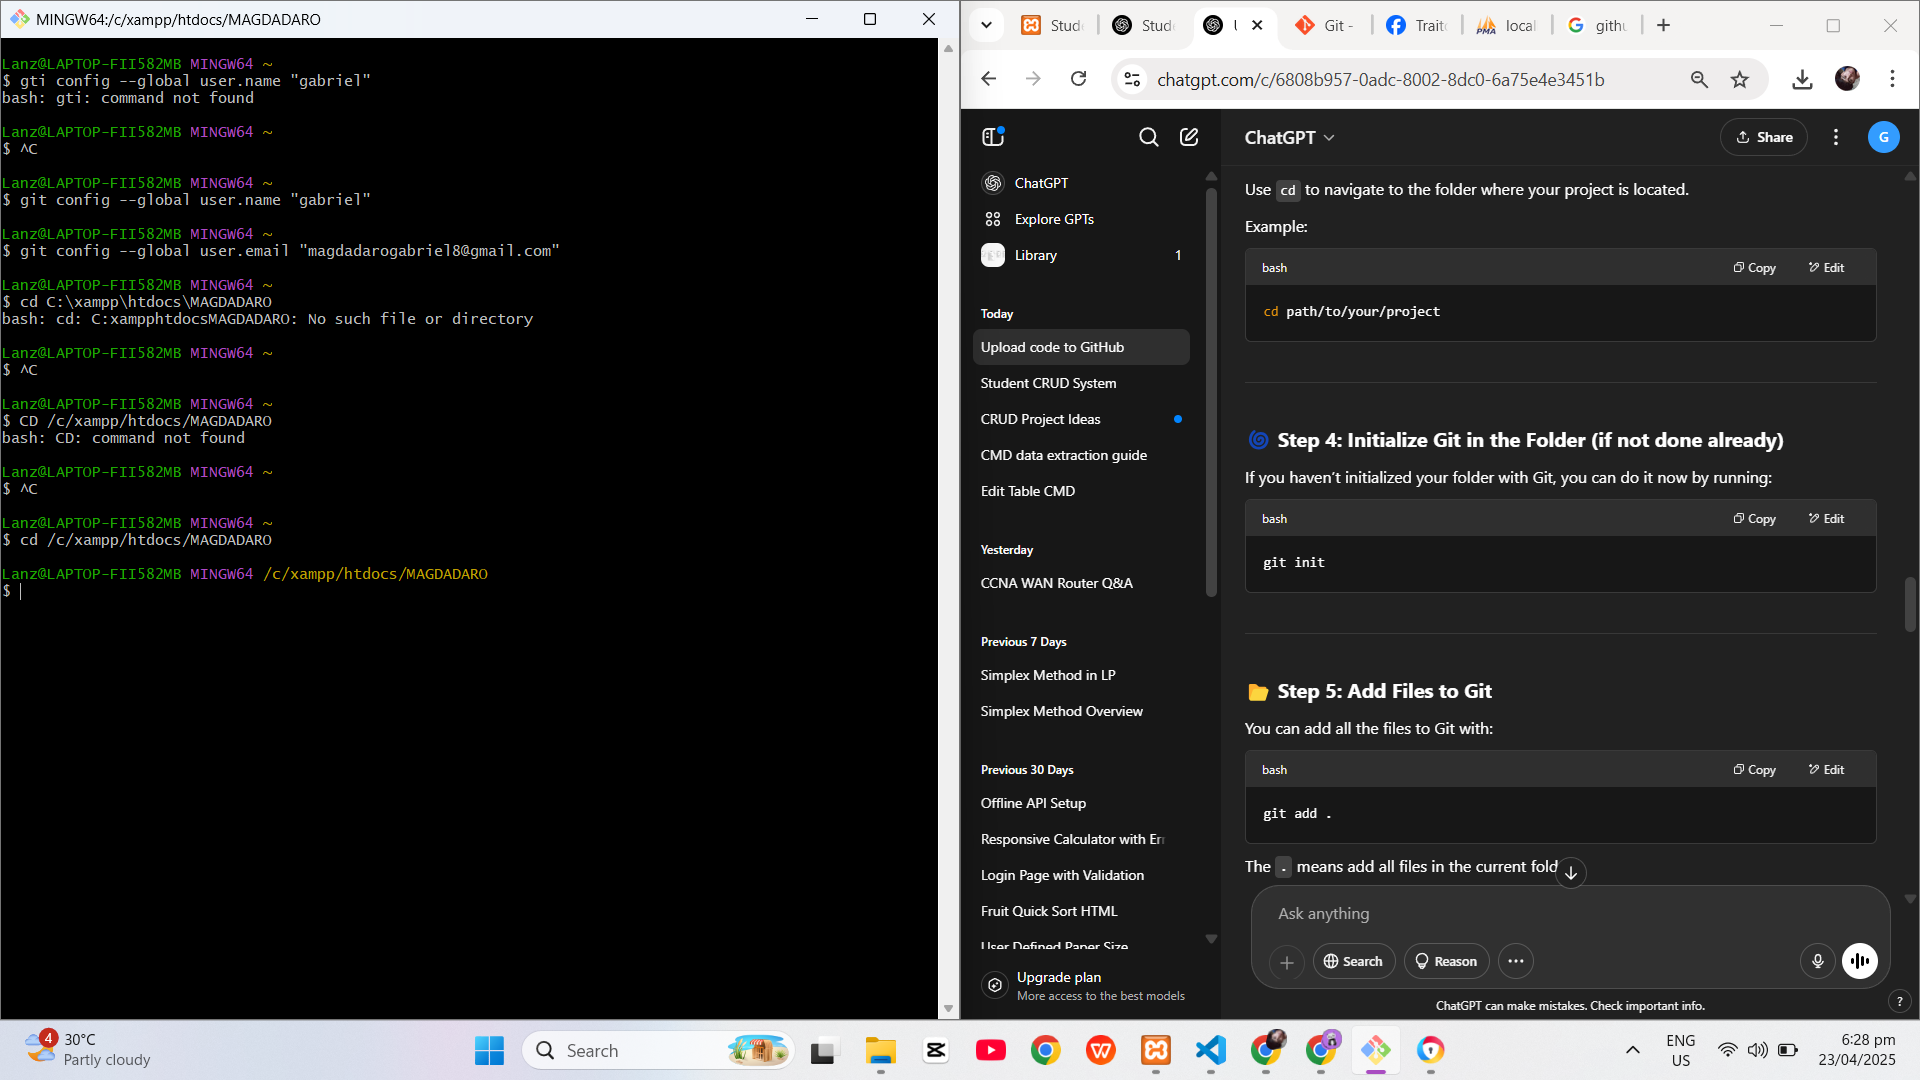 MINGW64:/c/xampp/htdocs/MAGDADARO
Lanz@LAPTOP-FII582MB MINGW64 ~
$ gti config --global user.name "gabriel"
bash: gti: command not found
Lanz@LAPTOP-FII582MB MINGW64 ~
$ ^C
Lanz@LAPTOP-FII582MB MINGW64 ~
$ git config --global user.name "gabriel"
Lanz@LAPTOP-FII582MB MINGW64 ~
$ git config --global user.email "magdadarogabriel8@gmail.com"
Lanz@LAPTOP-FII582MB MINGW64 ~
$ cd C:\xampp\htdocs\MAGDADARO
bash: cd: C:xampphtdocsMAGDADARO: No such file or directory
Lanz@LAPTOP-FII582MB MINGW64 ~
$ ^C
Lanz@LAPTOP-FII582MB MINGW64 ~
$ CD /c/xampp/htdocs/MAGDADARO
bash: CD: command not found
Lanz@LAPTOP-FII582MB MINGW64 ~
$ ^C
Lanz@LAPTOP-FII582MB MINGW64 ~
$ cd /c/xampp/htdocs/MAGDADARO
Lanz@LAPTOP-FII582MB MINGW64 /c/xampp/htdocs/MAGDADARO
$
Stude Stude U Git - Traito PMA local G githu
chatgpt.com/c/6808b957-0adc-8002-8dc0-6a75e4e3451b
ChatGPT
Explore GPTs
Library 1
Today
Upload code to GitHub
Student CRUD System
CRUD Project Ideas
CMD data extraction guide
Edit Table CMD
Yesterday
CCNA WAN Router Q&A
Previous 7 Days
Simplex Method in LP
Simplex Method Overview
Previous 30 Days
Offline API Setup
Responsive Calculator with Err
Login Page with Validation
Fruit Quick Sort HTML
User Defined Paper Size
Upgrade plan
More access to the best models
ChatGPT
Share
G
Use cd to navigate to the folder where your project is located.
Example:
bash Copy Edit
cd path/to/your/project
Step 4: Initialize Git in the Folder (if not done already)
If you haven’t initialized your folder with Git, you can do it now by running:
bash Copy Edit
git init
Step 5: Add Files to Git
You can add all the files to Git with:
bash Copy Edit
git add .
The . means add all files in the current fold
Ask anything
Search Reason
ChatGPT can make mistakes. Check important info.
?
4
30°C
Partly cloudy
Search
ENG
US
6:28 pm
23/04/2025